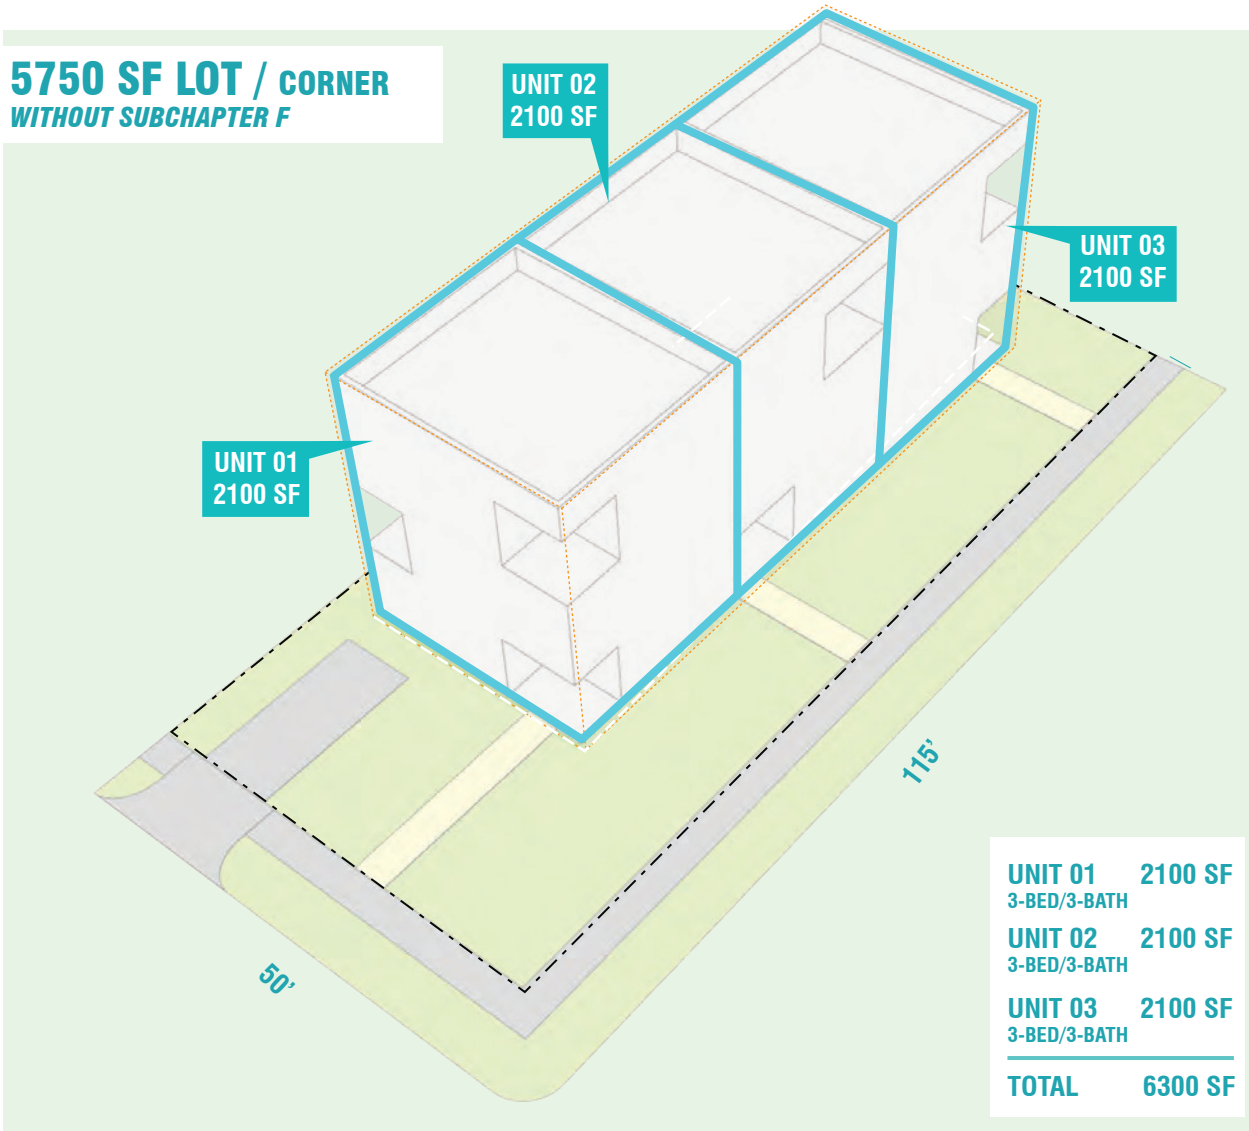 5750 SF LOT / CORNER
WITHOUT SUBCHAPTER F
UNIT 02
2100 SF
UNIT 03
2100 SF
UNIT 01
2100 SF
115’
50’
UNIT 01 2100 SF
3-BED/3-BATH
UNIT 02 2100 SF
3-BED/3-BATH
UNIT 03 2100 SF
3-BED/3-BATH
TOTAL 6300 SF